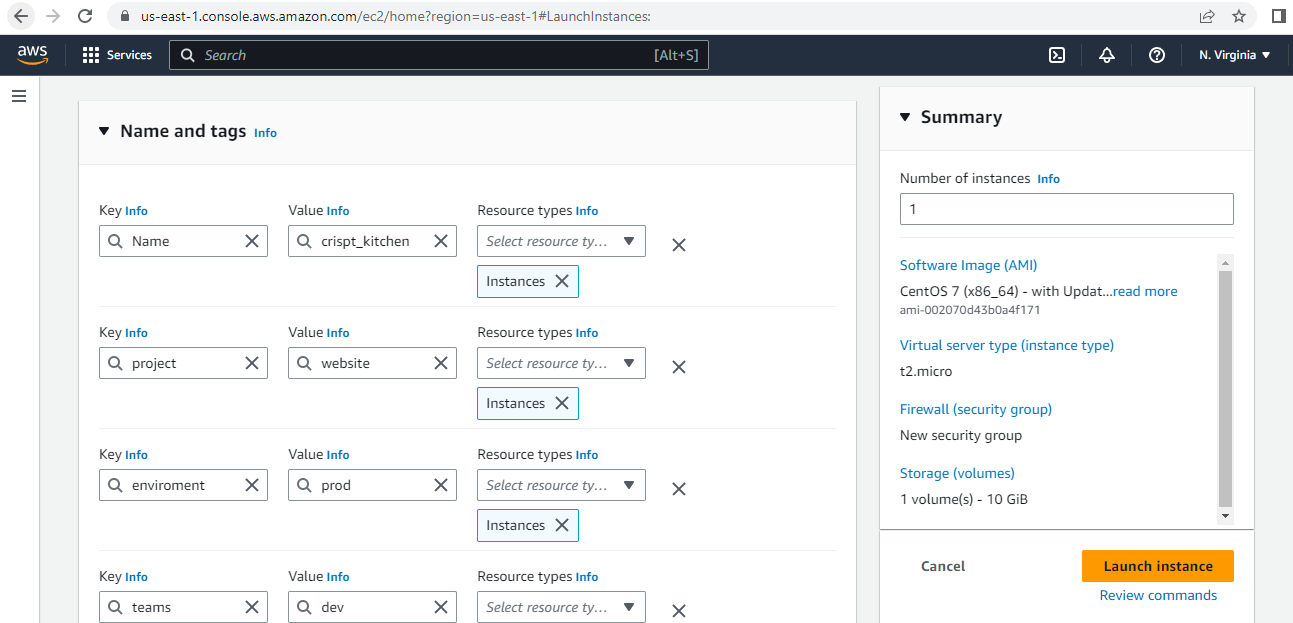 us-east-1.console.aws.amazon.com/ec2/home?region=us-east-1#LaunchInstances:
aws
Services
Search
[Alt+S]
N. Virginia
Name and tags Info
Key Info
Value Info
Resource types Info
Name
crispt_kitchen
Select resource ty...
Instances
Key Info
Value Info
Resource types Info
project
website
Select resource ty...
Instances
Key Info
Value Info
Resource types Info
enviroment
prod
Select resource ty...
Instances
Key Info
Value Info
Resource types Info
teams
dev
Select resource ty...
Summary
Number of instances Info
1
Software Image (AMI)
CentOS 7 (x86_64) - with Updat...read more
ami-002070d43b0a4f171
Virtual server type (instance type)
t2.micro
Firewall (security group)
New security group
Storage (volumes)
1 volume(s) - 10 GiB
Cancel
Launch instance
Review commands